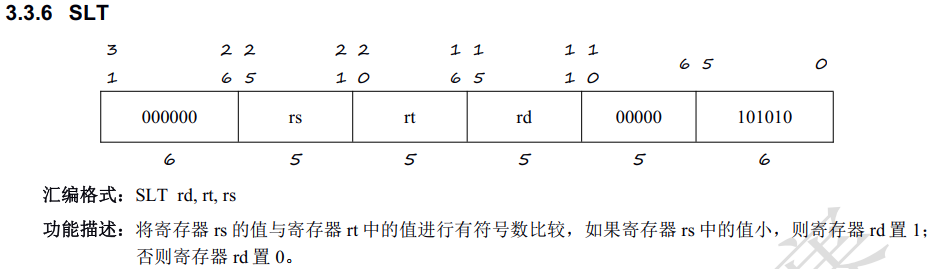 3.3.6 SLT
3 2 2 2 2 1 1 1 1
1 6 5 1 0 6 5 1 0 6 5 0
000000 rs rt rd 00000 101010
6 5 5 5 5 6
汇编格式：SLT rd, rt, rs
功能描述：将寄存器 rs 的值与寄存器 rt 中的值进行有符号数比较，如果寄存器 rs 中的值小，则寄存器 rd 置 1；
否则寄存器 rd 置 0。